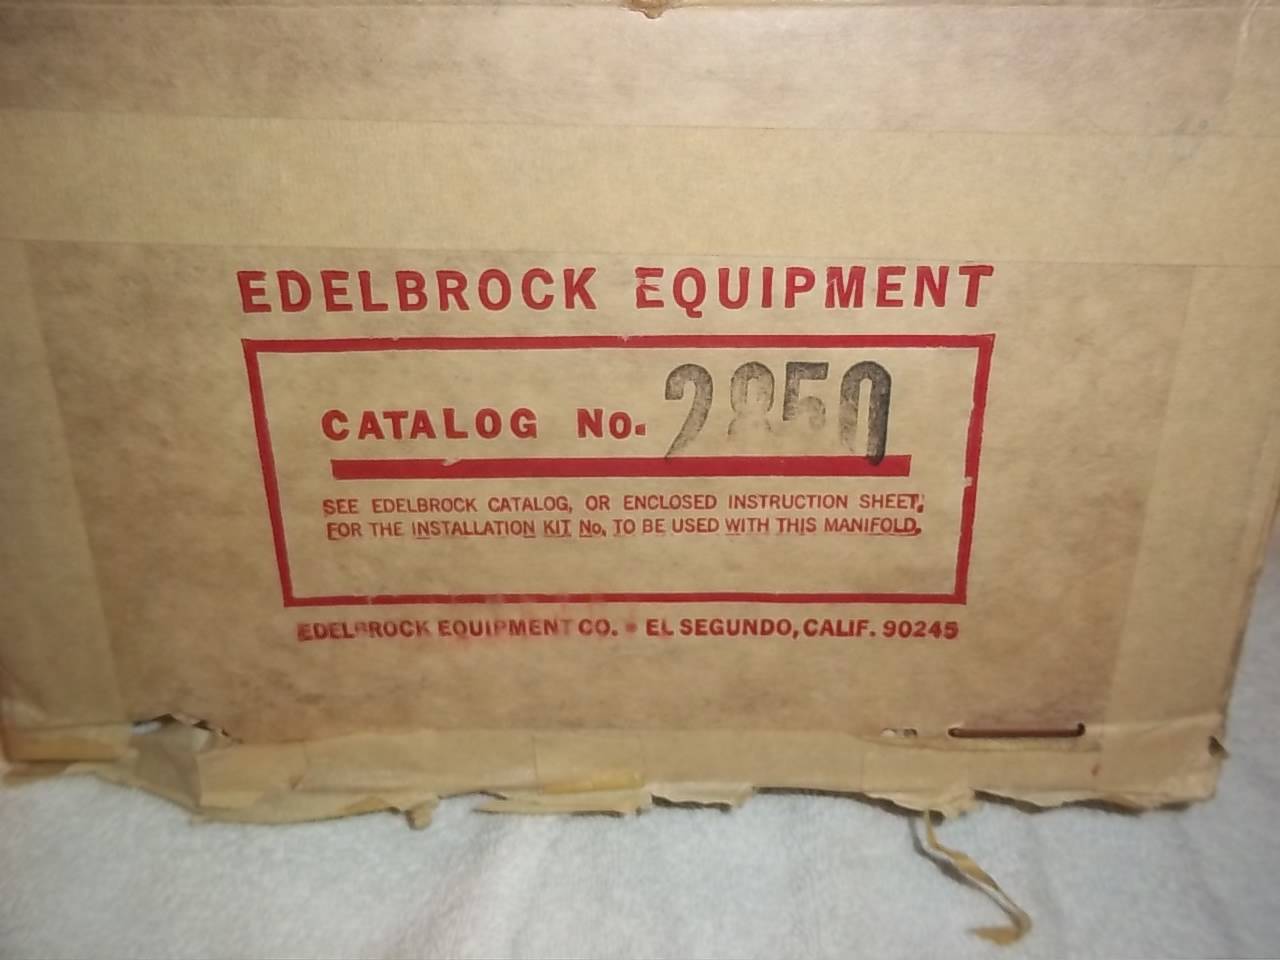 EDELBROCK EQUIPMENT
CATALOG No. 2850
SEE EDELBROCK CATALOG, OR ENCLOSED INSTRUCTION SHEET,
FOR THE INSTALLATION KIT No. TO BE USED WITH THIS MANIFOLD.
EDELBROCK EQUIPMENT CO. • EL SEGUNDO, CALIF. 90245